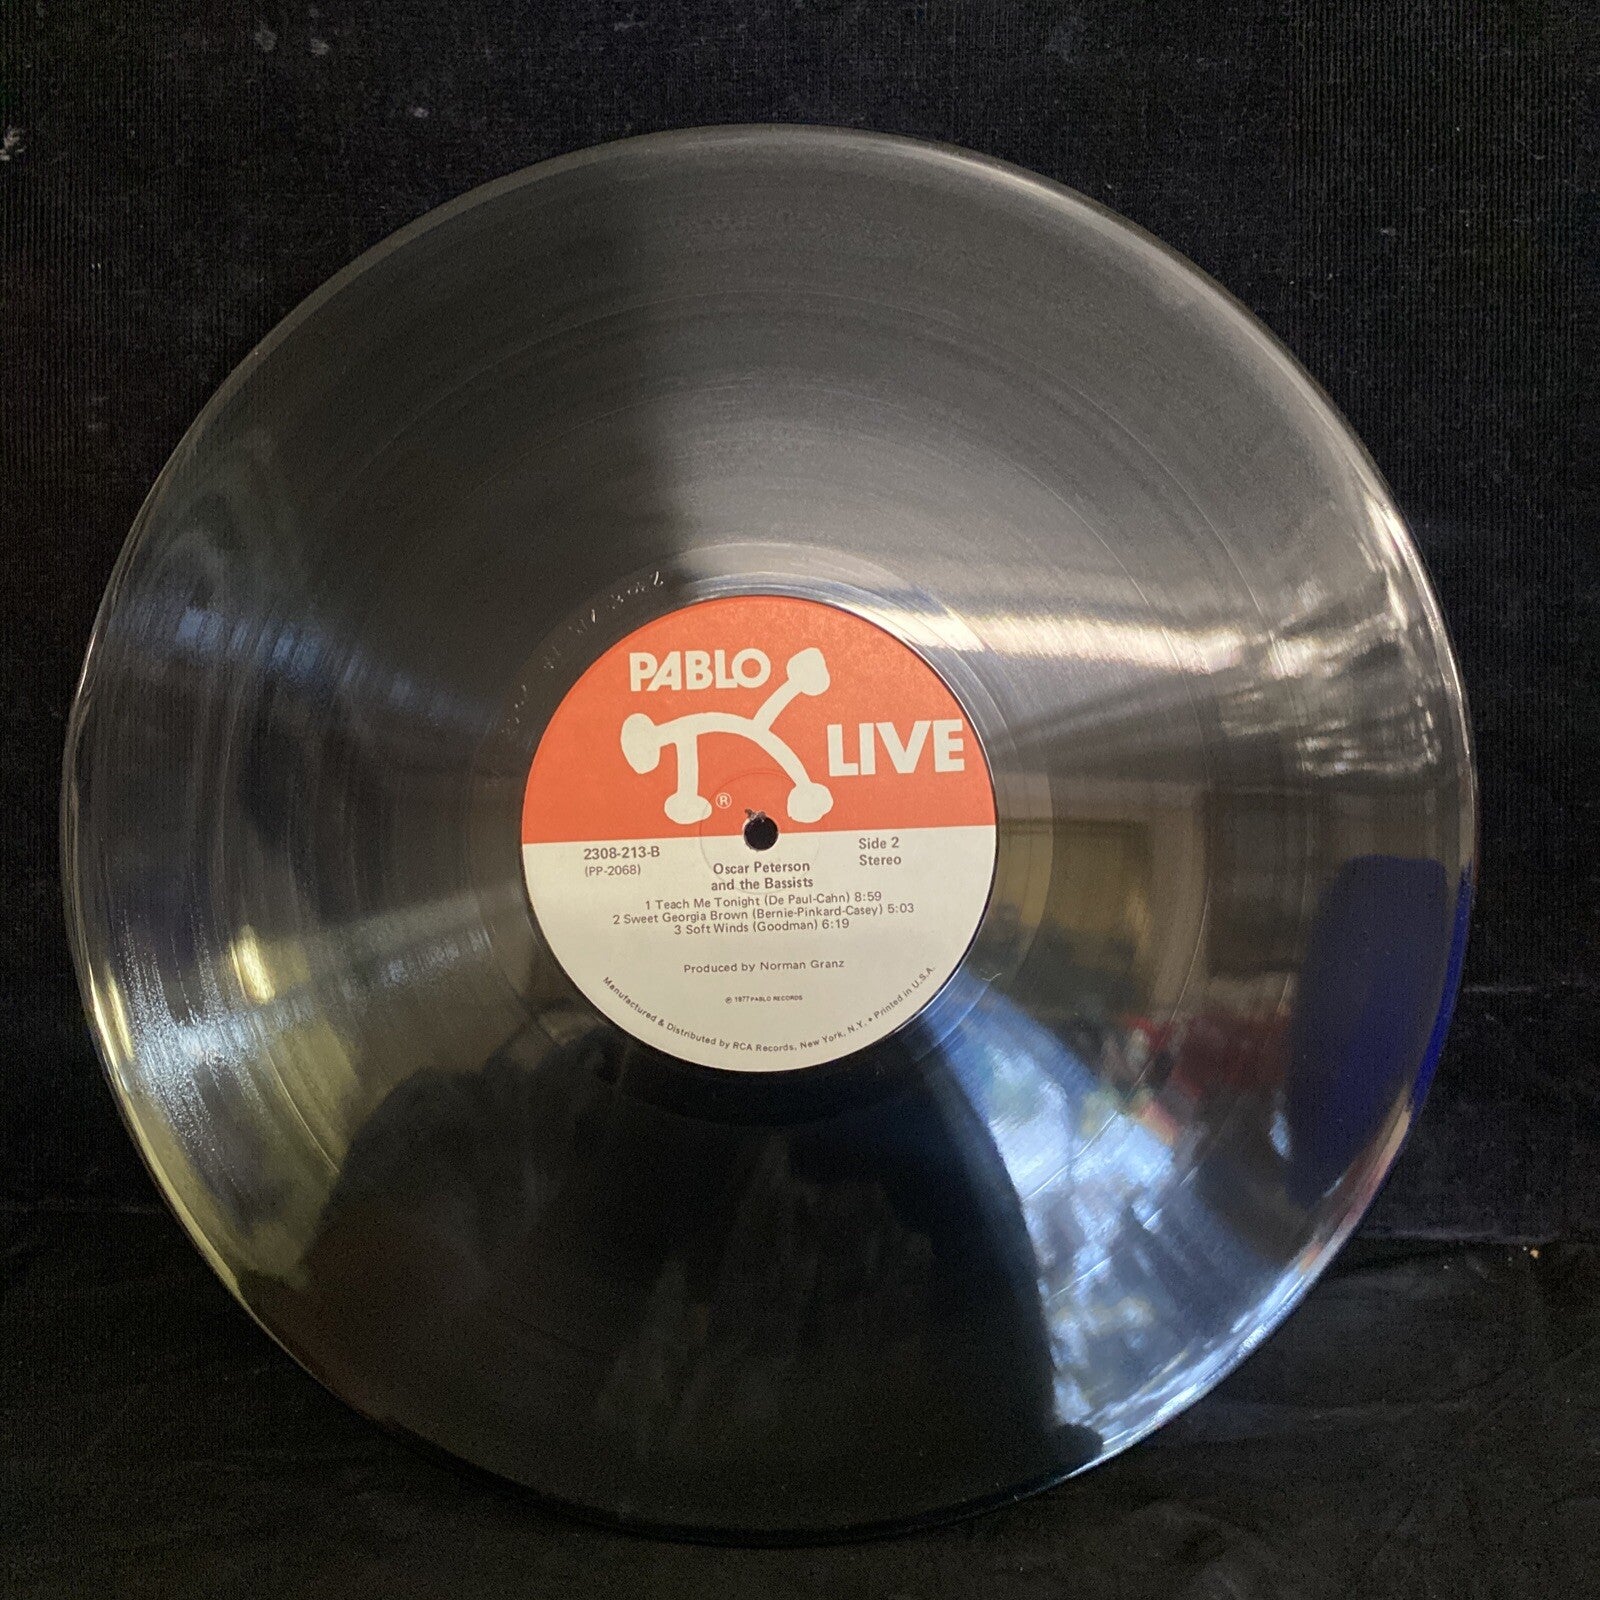 PABLO
LIVE
®
2308-213-B
(PP-2068)
Side 2
Stereo
Oscar Peterson
and the Bassists
1 Teach Me Tonight (De Paul-Cahn) 8:59
2 Sweet Georgia Brown (Bernie-Pinkard-Casey) 5:03
3 Soft Winds (Goodman) 6:19
Produced by Norman Granz
℗ 1977 PABLO RECORDS
Manufactured & Distributed by RCA Records, New York, N.Y. • Printed in U.S.A.